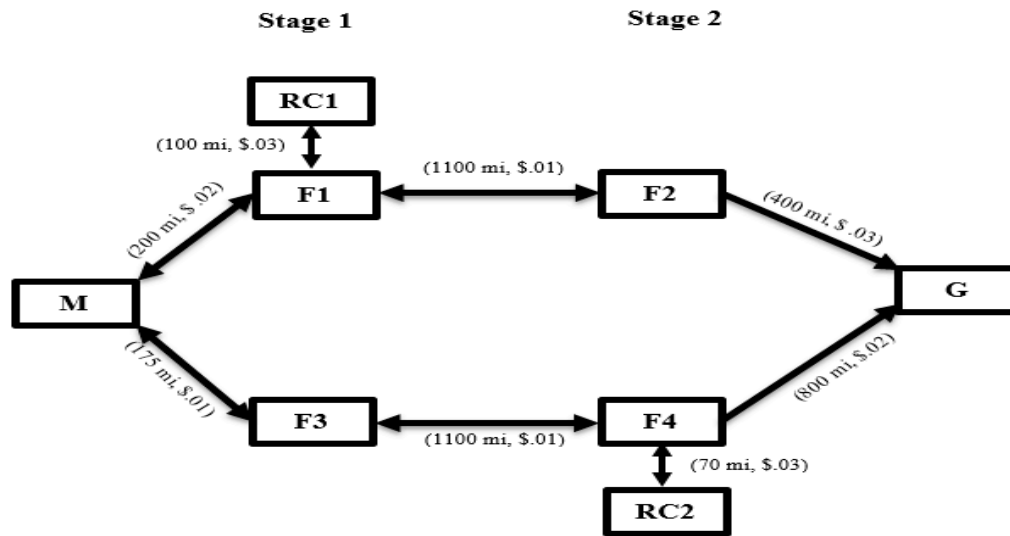 Stage 1
Stage 2
RC1
(100 mi, $.03)
(1100 mi, $.01)
F1
F2
(200 mi, $.02)
(400 mi, $.03)
M
G
(175 mi, $.01)
(800 mi, $.02)
F3
F4
(1100 mi, $.01)
(70 mi, $.03)
RC2